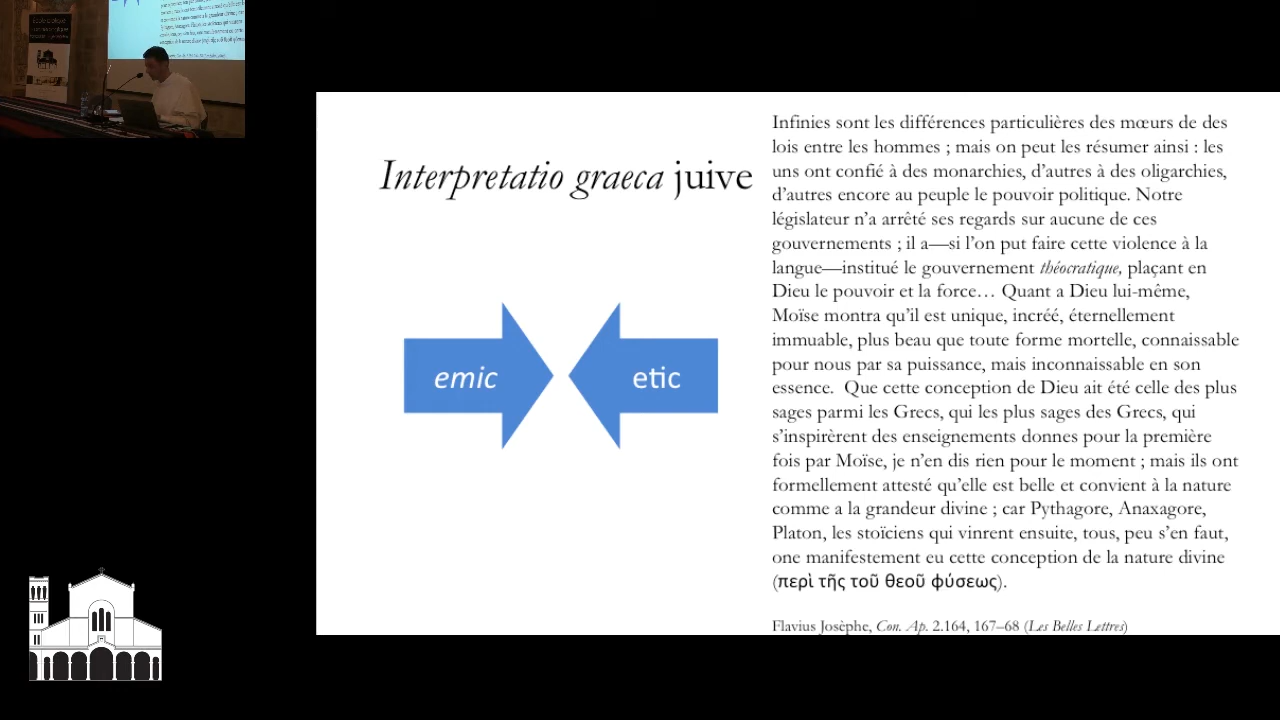 Interpretatio graeca juive
emic
etic
Infinies sont les différences particulières des mœurs de des
lois entre les hommes ; mais on peut les résumer ainsi : les
uns ont confié à des monarchies, d’autres à des oligarchies,
d’autres encore au peuple le pouvoir politique. Notre
législateur n’a arrêté ses regards sur aucune de ces
gouvernements ; il a—si l’on put faire cette violence à la
langue—institué le gouvernement théocratique, plaçant en
Dieu le pouvoir et la force… Quant a Dieu lui-même,
Moïse montra qu’il est unique, incréé, éternellement
immuable, plus beau que toute forme mortelle, connaissable
pour nous par sa puissance, mais inconnaissable en son
essence.  Que cette conception de Dieu ait été celle des plus
sages parmi les Grecs, qui les plus sages des Grecs, qui
s’inspirèrent des enseignements donnes pour la première
fois par Moïse, je n’en dis rien pour le moment ; mais ils ont
formellement attesté qu’elle est belle et convient à la nature
comme a la grandeur divine ; car Pythagore, Anaxagore,
Platon, les stoïciens qui vinrent ensuite, tous, peu s’en faut,
one manifestement eu cette conception de la nature divine
(περὶ τῆς τοῦ θεοῦ φύσεως).
Flavius Josèphe, Con. Ap. 2.164, 167–68 (Les Belles Lettres)